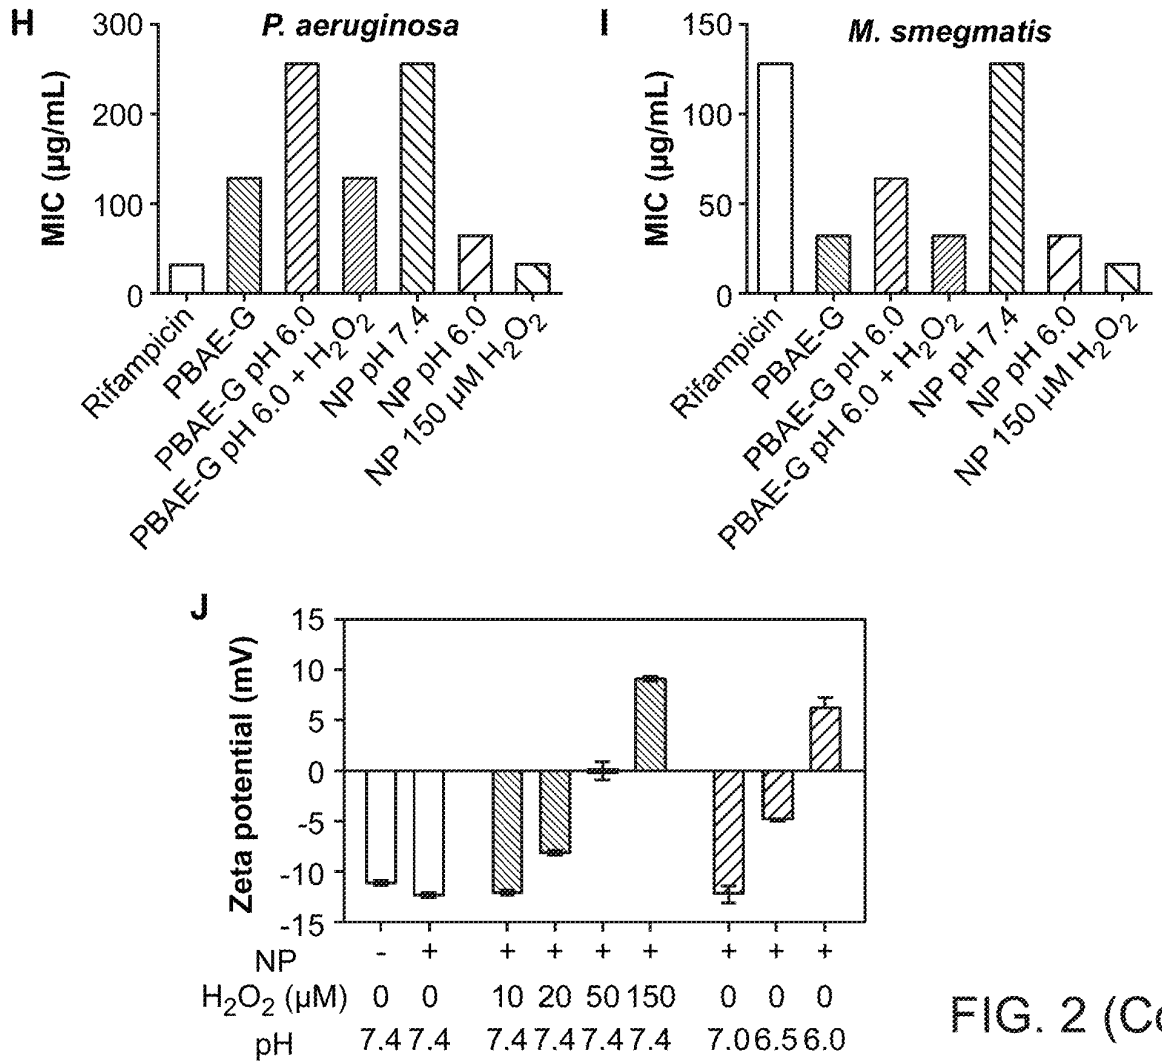 H
P. aeruginosa
MIC (µg/mL)
300
200
100
0
Rifampicin
PBAE-G
PBAE-G pH 6.0
PBAE-G pH 6.0 + H₂O₂
NP pH 7.4
NP pH 6.0
NP 150 µM H₂O₂
I
M. smegmatis
MIC (µg/mL)
150
100
50
0
Rifampicin
PBAE-G
PBAE-G pH 6.0
PBAE-G pH 6.0 + H₂O₂
NP pH 7.4
NP pH 6.0
NP 150 µM H₂O₂
J
Zeta potential (mV)
15
10
5
0
-5
-10
-15
NP - + + + + + + + +
H₂O₂ (µM) 0 0 10 20 50 150 0 0 0
pH 7.4 7.4 7.4 7.4 7.4 7.4 7.0 6.5 6.0
FIG. 2 (Co